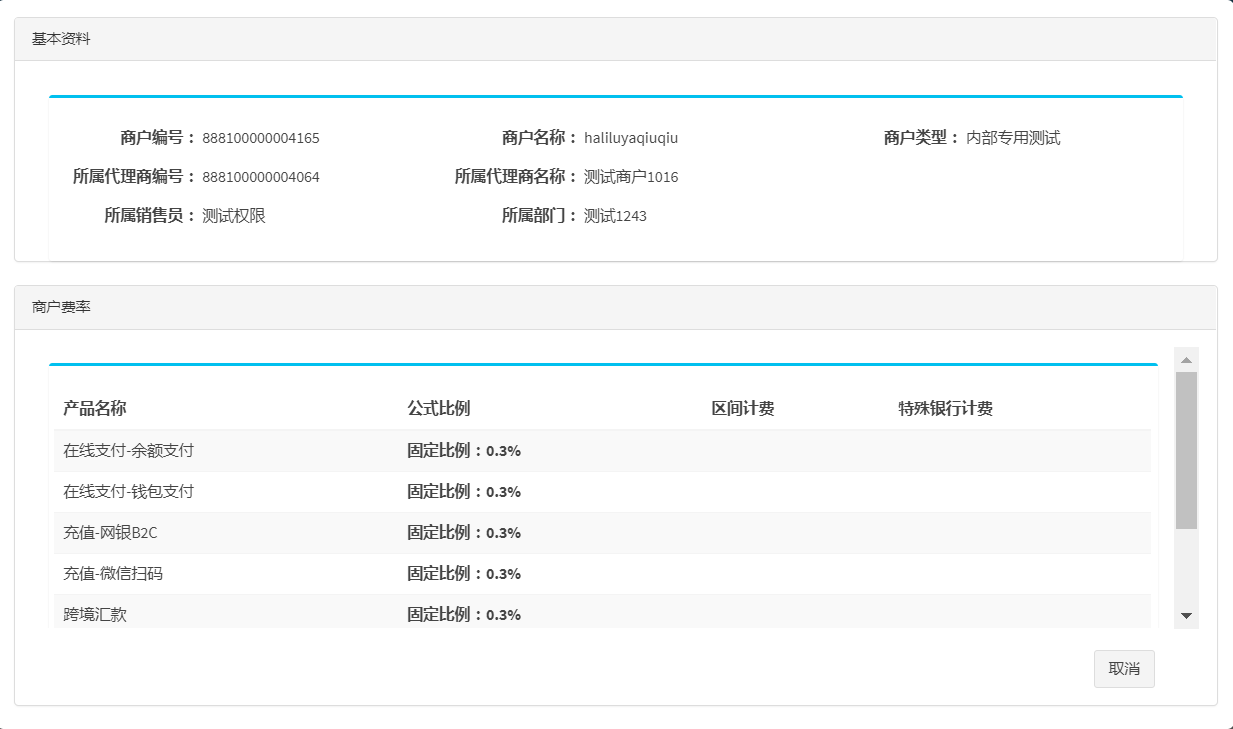 基本资料
商户编号： 888100000004165 商户名称： haliluyaqiuqiu 商户类型： 内部专用测试
所属代理商编号： 888100000004064 所属代理商名称： 测试商户1016
所属销售员： 测试权限 所属部门： 测试1243
商户费率
产品名称 公式比例 区间计费 特殊银行计费
在线支付-余额支付 固定比例：0.3%
在线支付-钱包支付 固定比例：0.3%
充值-网银B2C 固定比例：0.3%
充值-微信扫码 固定比例：0.3%
跨境汇款 固定比例：0.3%
取消